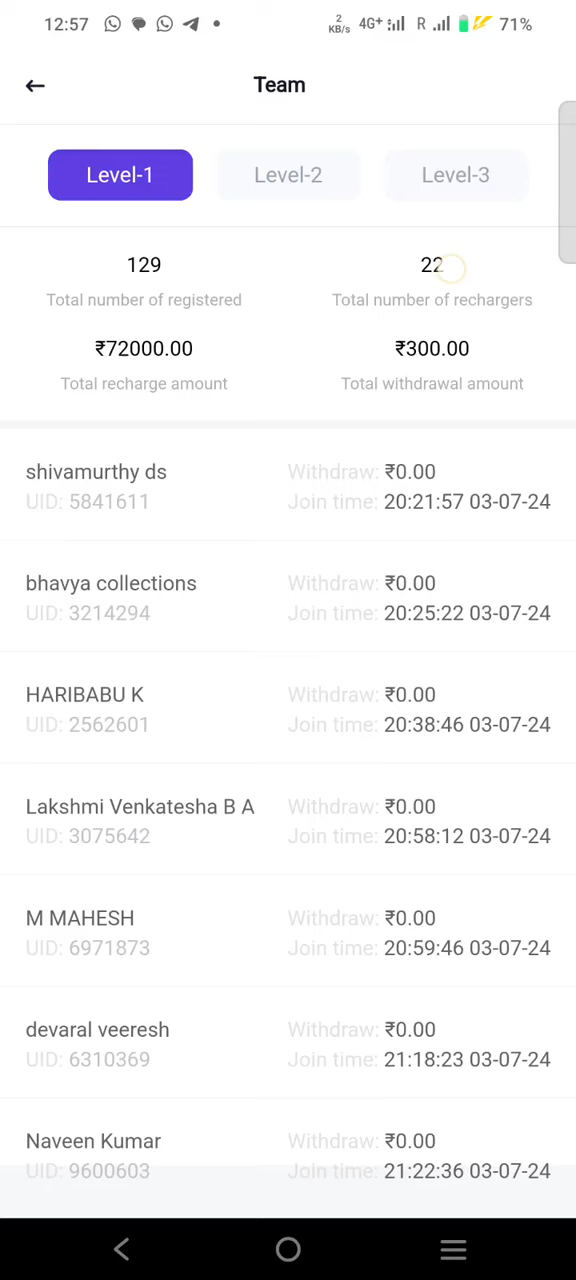 12:57 2 KB/s 4G+ R 71%
Team
Level-1 Level-2 Level-3
129 22
Total number of registered Total number of rechargers
₹72000.00 ₹300.00
Total recharge amount Total withdrawal amount
shivamurthy ds Withdraw: ₹0.00
UID: 5841611 Join time: 20:21:57 03-07-24
bhavya collections Withdraw: ₹0.00
UID: 3214294 Join time: 20:25:22 03-07-24
HARIBABU K Withdraw: ₹0.00
UID: 2562601 Join time: 20:38:46 03-07-24
Lakshmi Venkatesha B A Withdraw: ₹0.00
UID: 3075642 Join time: 20:58:12 03-07-24
M MAHESH Withdraw: ₹0.00
UID: 6971873 Join time: 20:59:46 03-07-24
devaral veeresh Withdraw: ₹0.00
UID: 6310369 Join time: 21:18:23 03-07-24
Naveen Kumar Withdraw: ₹0.00
UID: 9600603 Join time: 21:22:36 03-07-24